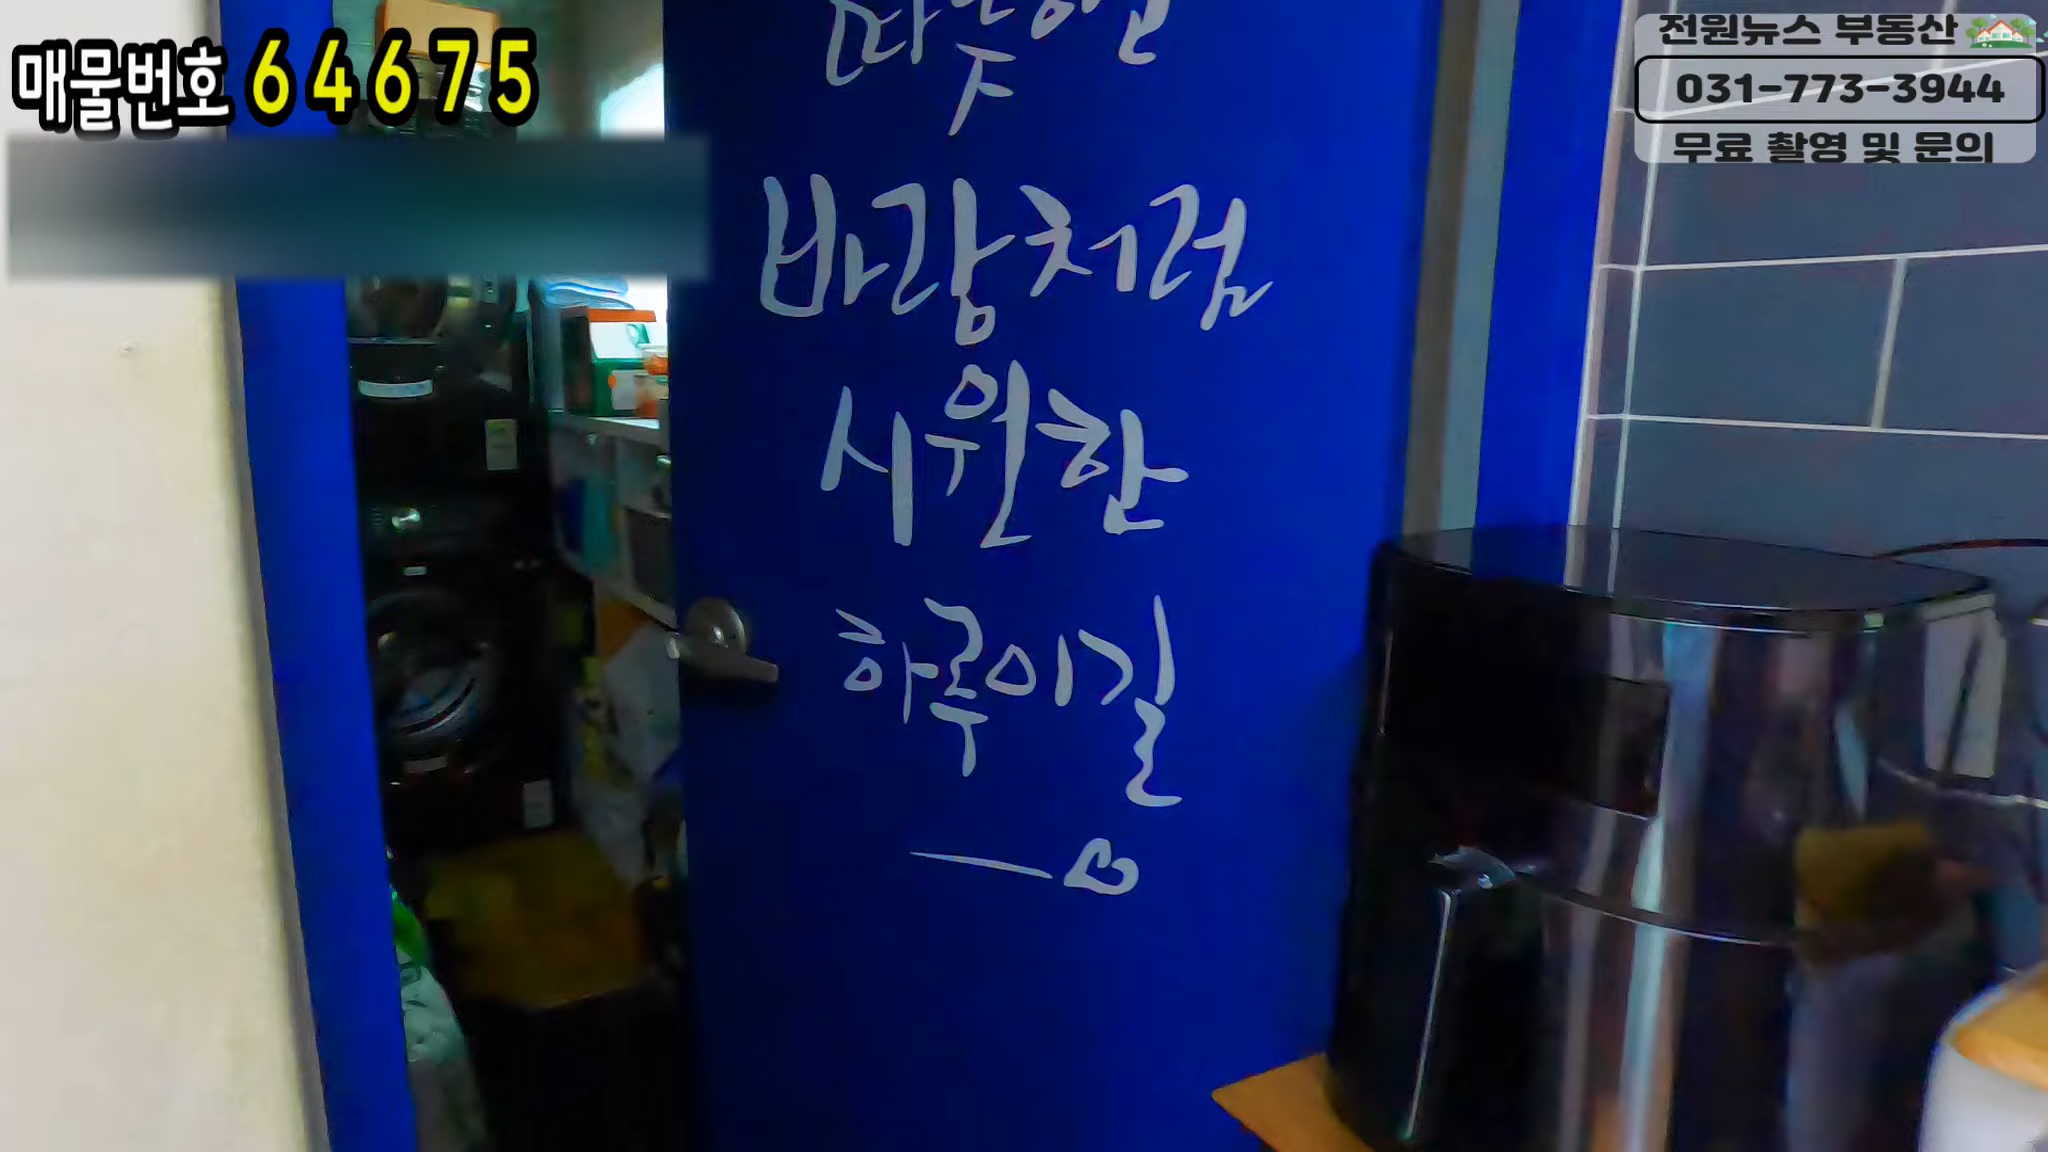 매물번호 64675
전원뉴스 부동산
031-773-3944
무료 촬영 및 문의
바람처럼
시원한
하루이길